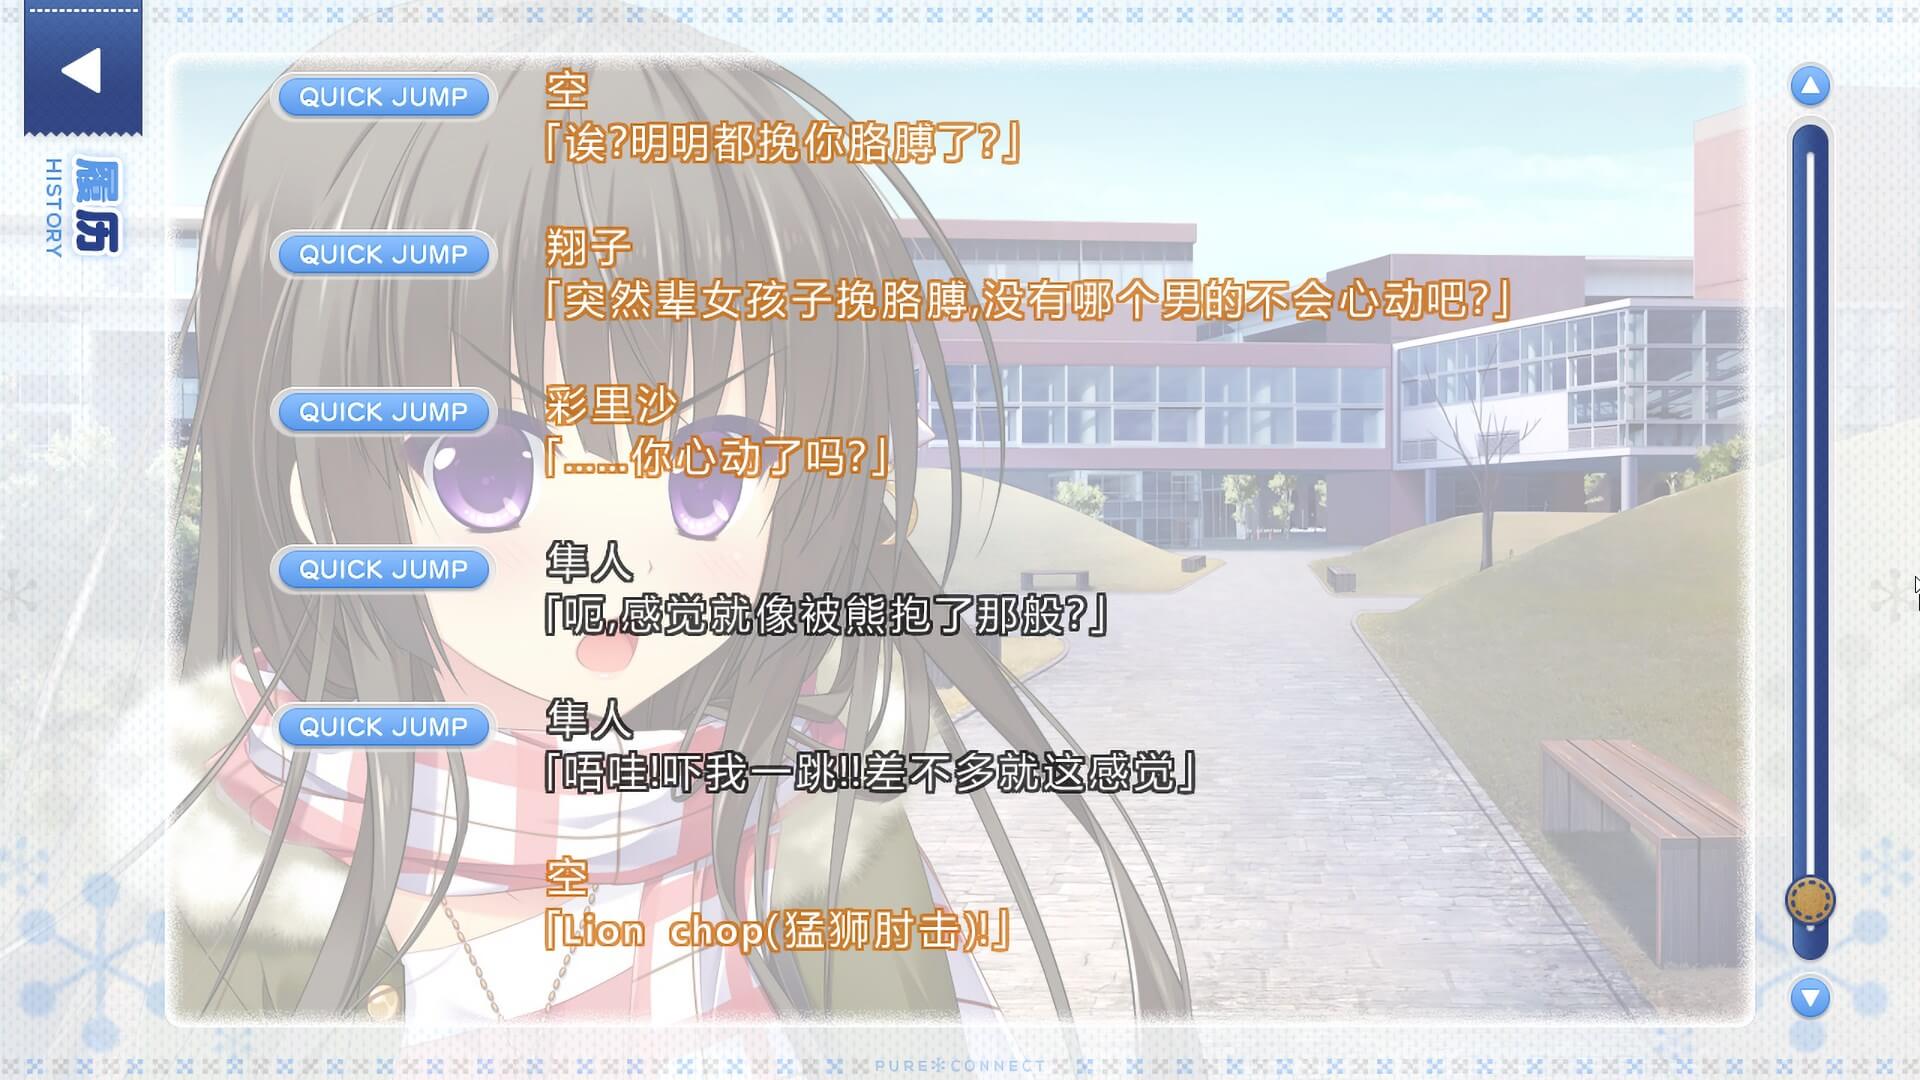 履历
HISTORY
QUICK JUMP
空
「诶?明明都挽你胳膊了?」
QUICK JUMP
翔子
「突然辈女孩子挽胳膊,没有哪个男的不会心动吧?」
QUICK JUMP
彩里沙
「……你心动了吗?」
QUICK JUMP
隼人
「呃,感觉就像被熊抱了那般?」
QUICK JUMP
隼人
「唔哇!吓我一跳!!差不多就这感觉」
空
「Lion chop(猛狮肘击)!」
PURE✻CONNECT